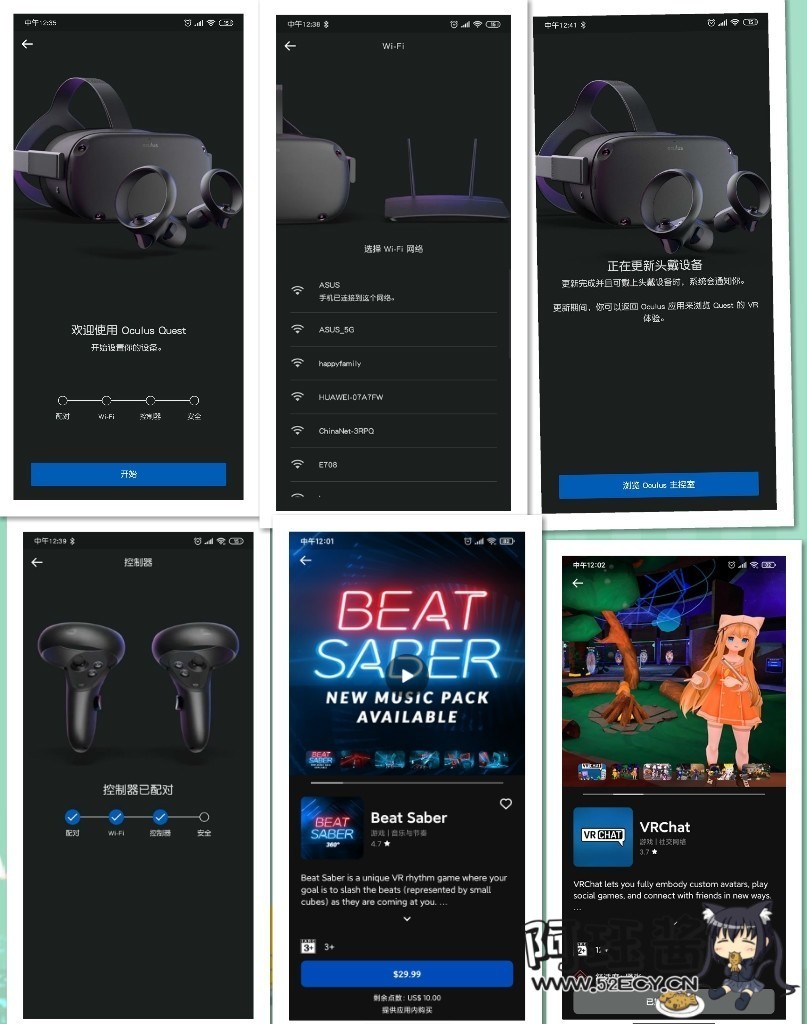 中午12:35
oculus
欢迎使用 Oculus Quest
开始设置你的设备。
配对
Wi-Fi
控制器
安全
开始
中午12:38
Wi-Fi
选择 Wi-Fi 网络
ASUS
手机已连接到这个网络。
ASUS_5G
happyfamily
HUAWEI-07A7FW
ChinaNet-3RPQ
E708
中午12:41
oculus
正在更新头戴设备
更新完成并且可戴上头戴设备时，系统会通知你。
更新期间，你可以返回 Oculus 应用来浏览 Quest 的 VR
体验。
浏览 Oculus 主控室
中午12:39
控制器
控制器已配对
配对
Wi-Fi
控制器
安全
中午12:01
BEAT
SABER
NEW MUSIC PACK
AVAILABLE
BEAT
SABER
BEAT
SABER
360°
Beat Saber
游戏 | 音乐与节奏
4.7 ★
Beat Saber is a unique VR rhythm game where your
goal is to slash the beats (represented by small
cubes) as they are coming at you. ...
3+
3+
$29.99
剩余点数：US$ 10.00
提供应用内购买
中午12:02
VRCHAT
VRCHAT
VRChat
游戏 | 社交网络
3.7 ★
VRChat lets you fully embody custom avatars, play
social games, and connect with friends in new ways.
...
WWW.52ECY.CN